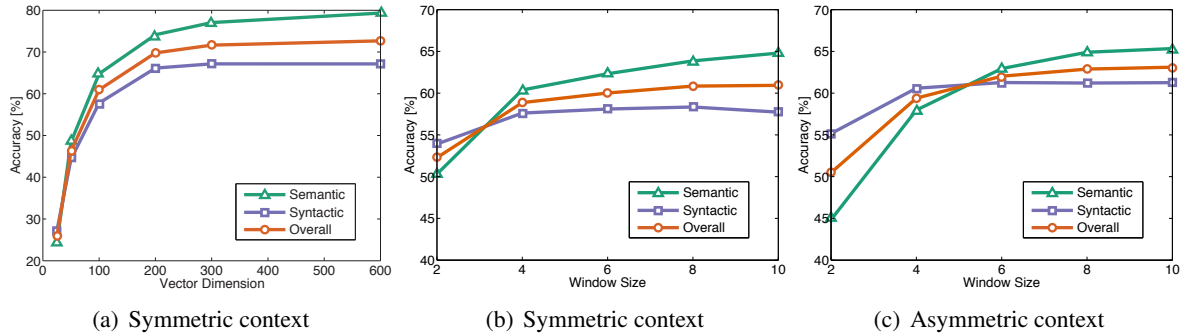 80
70
60
50
40
30
20
Accuracy [%]
0 100 200 300 400 500 600
Vector Dimension
Semantic
Syntactic
Overall
(a) Symmetric context
70
65
60
55
50
45
40
Accuracy [%]
2 4 6 8 10
Window Size
Semantic
Syntactic
Overall
(b) Symmetric context
70
65
60
55
50
45
40
Accuracy [%]
2 4 6 8 10
Window Size
Semantic
Syntactic
Overall
(c) Asymmetric context